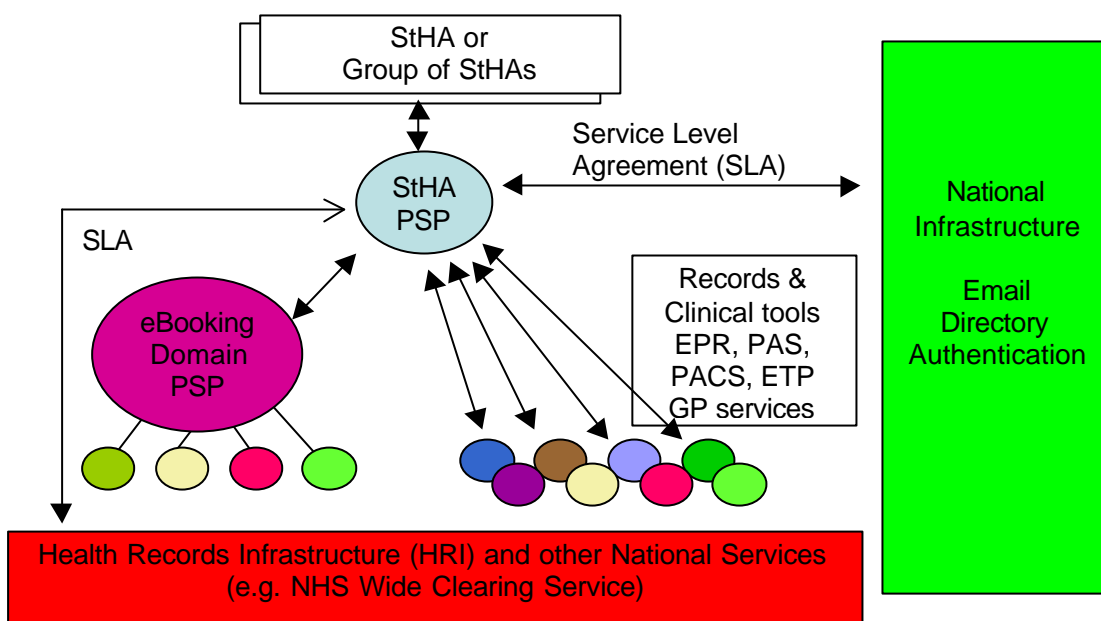 StHA or
Group of StHAs
Service Level
Agreement (SLA)
StHA
PSP
National
Infrastructure
Email
Directory
Authentication
SLA
Records &
Clinical tools
EPR, PAS,
PACS, ETP
GP services
eBooking
Domain
PSP
Health Records Infrastructure (HRI) and other National Services
(e.g. NHS Wide Clearing Service)